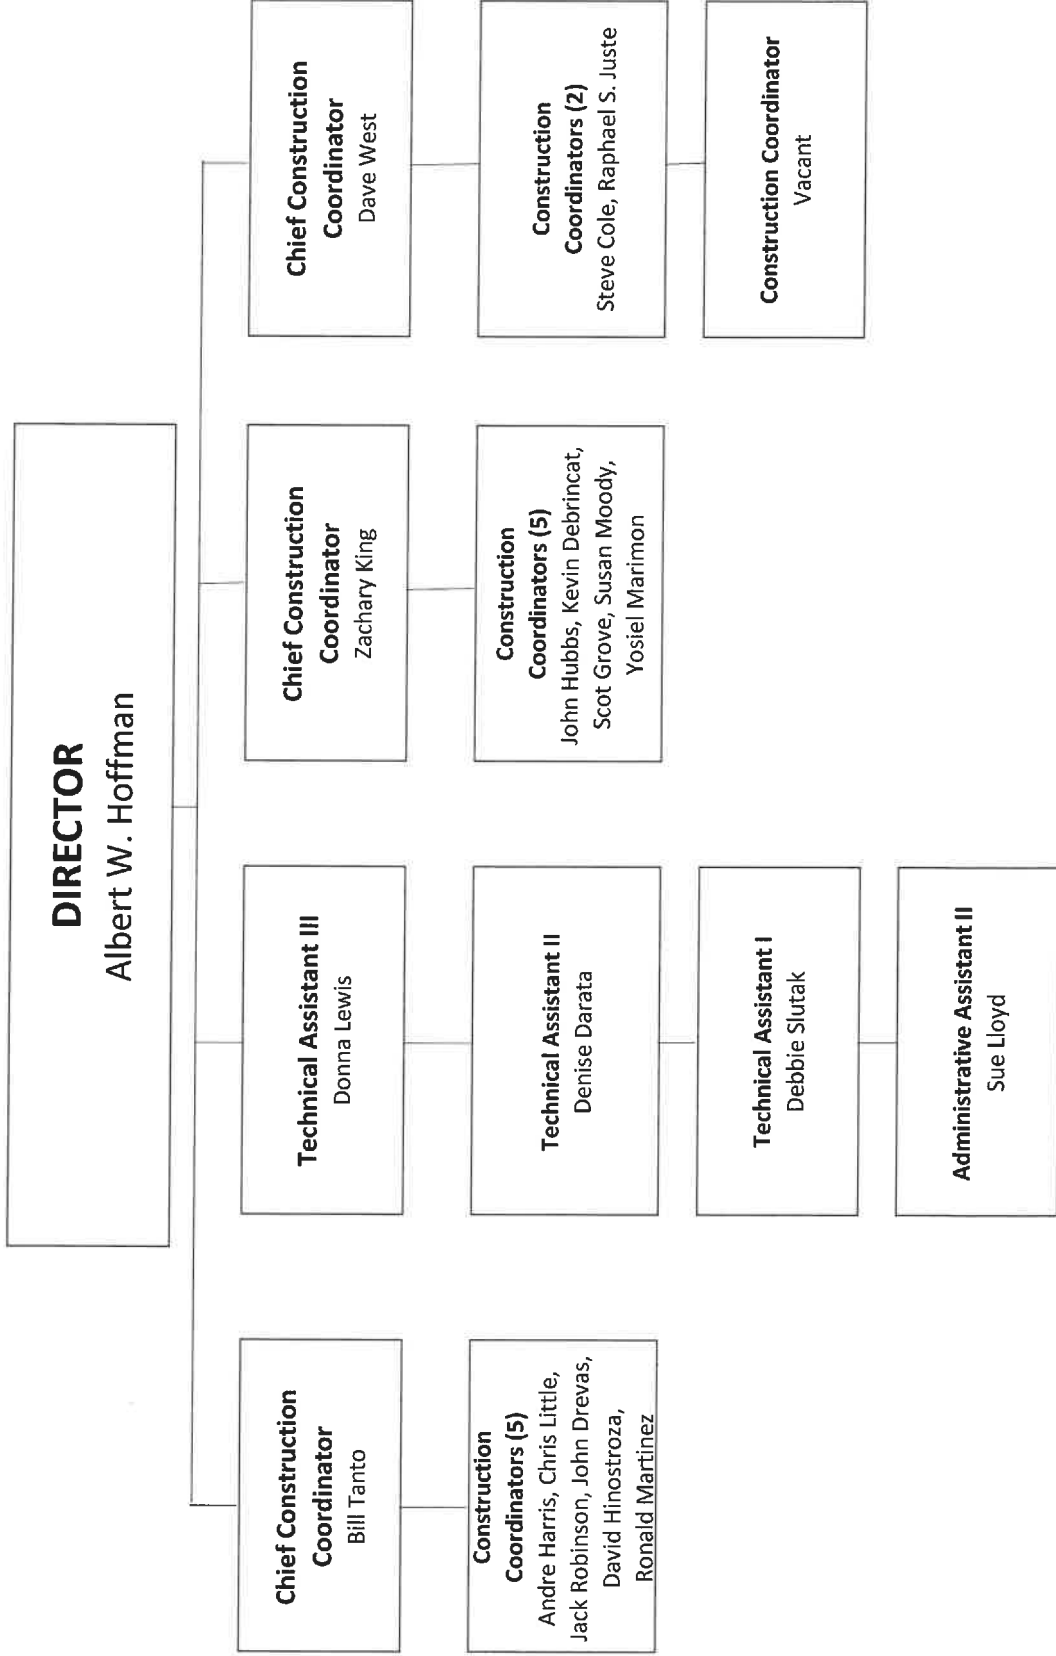 DIRECTOR
Albert W. Hoffman
Chief Construction
Coordinator
Bill Tanto
Construction
Coordinators (5)
Andre Harris, Chris Little,
Jack Robinson, John Drevas,
David Hinostroza,
Ronald Martinez
Technical Assistant III
Donna Lewis
Technical Assistant II
Denise Darata
Technical Assistant I
Debbie Slutak
Administrative Assistant II
Sue Lloyd
Chief Construction
Coordinator
Zachary King
Construction
Coordinators (5)
John Hubbs, Kevin Debrincat,
Scot Grove, Susan Moody,
Yosiel Marimon
Chief Construction
Coordinator
Dave West
Construction
Coordinators (2)
Steve Cole, Raphael S. Juste
Construction Coordinator
Vacant